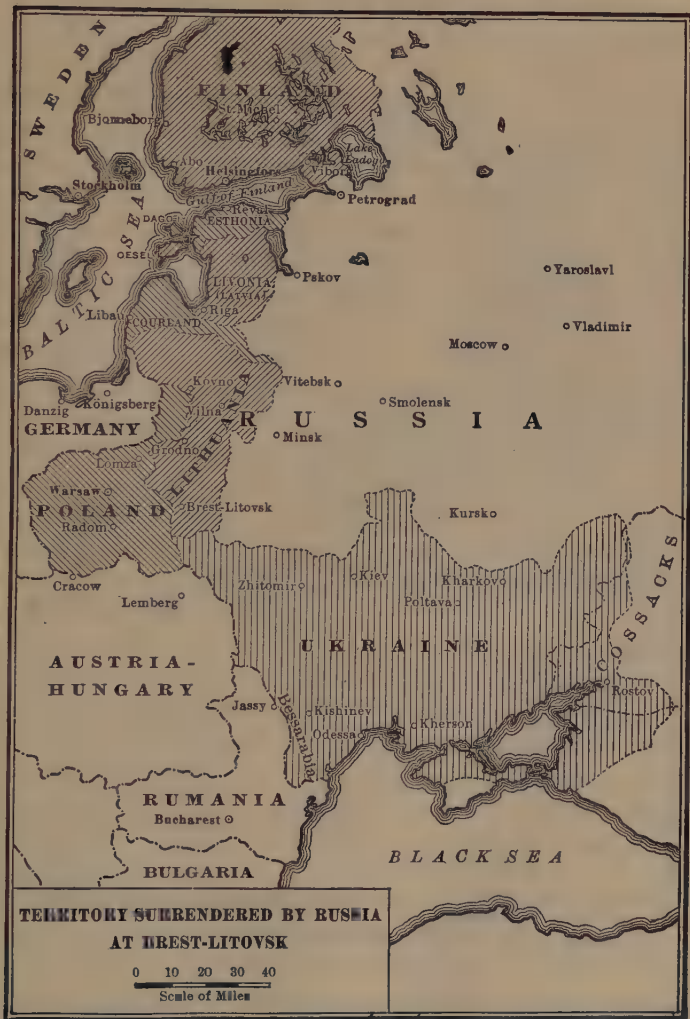 SWEDEN
FINLAND
St. Michel
Bjonneborg
Lake
Ladoga
Abo
Viborg
Helsingfors
Stockholm
Gulf of Finland
Petrograd
DAGO
Reval
ESTHONIA
OESEL
BALTIC SEA
Pskov
Yaroslavl
LIVONIA
(LATVIA)
Riga
Libau
COURLAND
Vladimir
Moscow
Kovno
Vitebsk
Danzig
Königsberg
Vilna
Smolensk
GERMANY
RUSSIA
Minsk
Grodno
LITHUANIA
Lomza
Warsaw
POLAND
Brest-Litovsk
Radom
Kursk
Cracow
Zhitomir
Kiev
Kharkov
COSSACKS
Lemberg
Poltava
UKRAINE
AUSTRIA-
HUNGARY
Rostov
Jassy
Bessarabia
Kishinev
Odessa
Kherson
RUMANIA
Bucharest
BLACK SEA
BULGARIA
TERRITORY SURRENDERED BY RUSSIA
AT BREST-LITOVSK
0 10 20 30 40
Scale of Miles